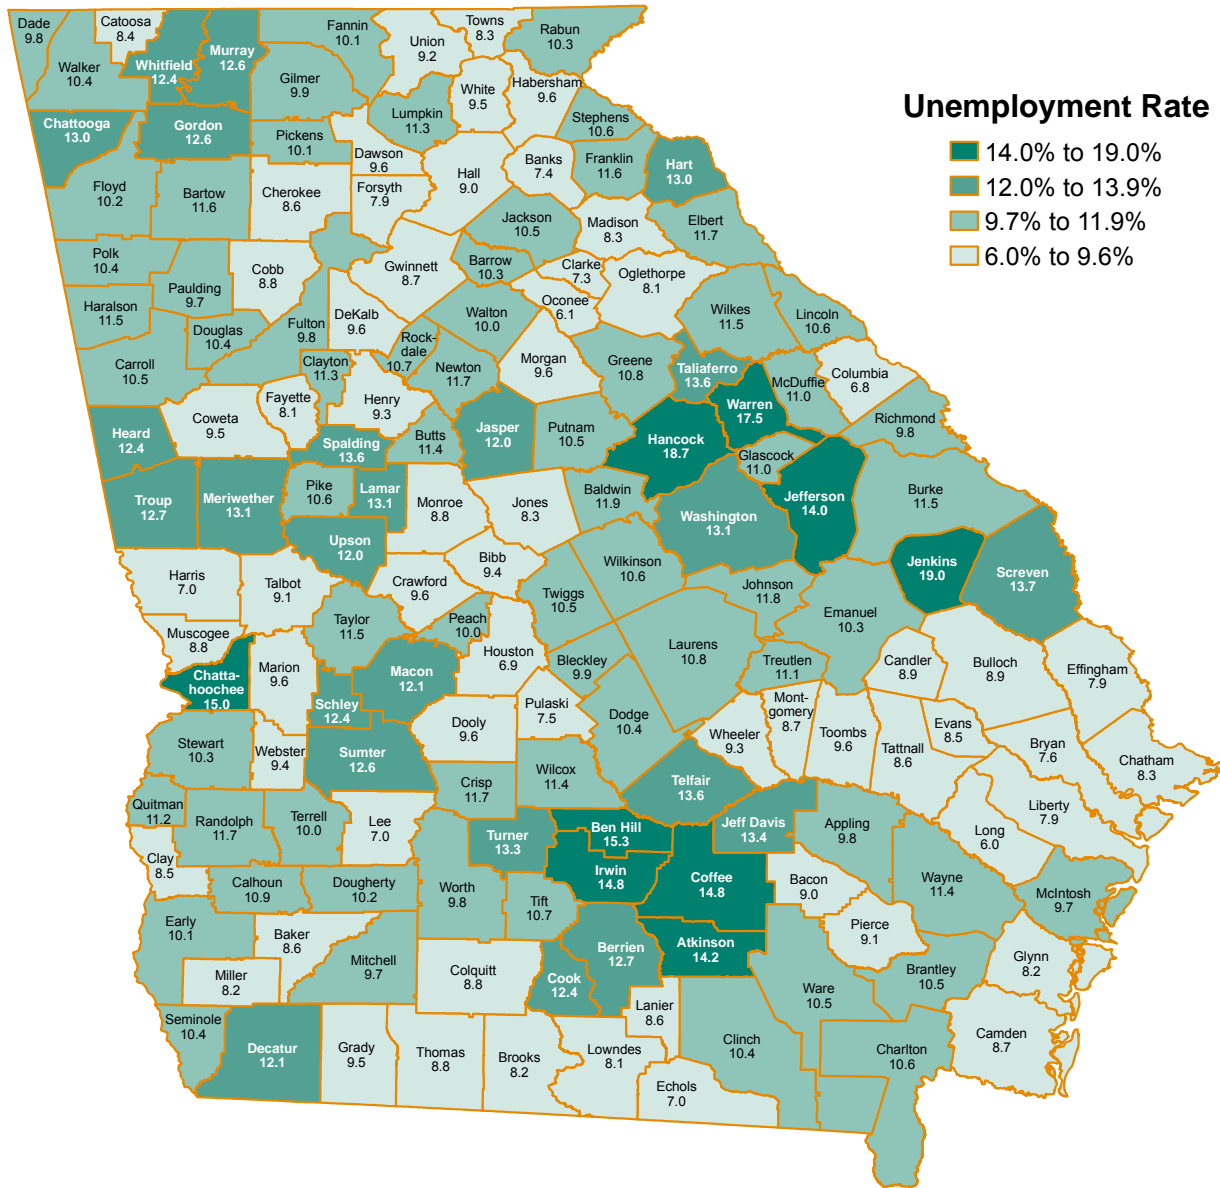 Unemployment Rate
14.0% to 19.0%
12.0% to 13.9%
9.7% to 11.9%
6.0% to 9.6%
Dade
9.8
Catoosa
8.4
Walker
10.4
Whitfield
12.4
Murray
12.6
Fannin
10.1
Union
9.2
Towns
8.3
Rabun
10.3
Gilmer
9.9
White
9.5
Habersham
9.6
Lumpkin
11.3
Stephens
10.6
Chattooga
13.0
Gordon
12.6
Pickens
10.1
Dawson
9.6
Hall
9.0
Banks
7.4
Franklin
11.6
Hart
13.0
Floyd
10.2
Bartow
11.6
Cherokee
8.6
Forsyth
7.9
Jackson
10.5
Madison
8.3
Elbert
11.7
Polk
10.4
Cobb
8.8
Gwinnett
8.7
Barrow
10.3
Clarke
7.3
Oglethorpe
8.1
Paulding
9.7
Haralson
11.5
Douglas
10.4
Fulton
9.8
DeKalb
9.6
Walton
10.0
Oconee
6.1
Wilkes
11.5
Lincoln
10.6
Carroll
10.5
Clayton
11.3
Rock-
dale
10.7
Newton
11.7
Morgan
9.6
Greene
10.8
Taliaferro
13.6
McDuffie
11.0
Columbia
6.8
Coweta
9.5
Fayette
8.1
Henry
9.3
Warren
17.5
Richmond
9.8
Heard
12.4
Spalding
13.6
Butts
11.4
Jasper
12.0
Putnam
10.5
Hancock
18.7
Glascock
11.0
Troup
12.7
Meriwether
13.1
Pike
10.6
Lamar
13.1
Monroe
8.8
Jones
8.3
Baldwin
11.9
Washington
13.1
Jefferson
14.0
Burke
11.5
Upson
12.0
Bibb
9.4
Wilkinson
10.6
Jenkins
19.0
Screven
13.7
Harris
7.0
Talbot
9.1
Crawford
9.6
Twiggs
10.5
Johnson
11.8
Emanuel
10.3
Muscogee
8.8
Taylor
11.5
Peach
10.0
Houston
6.9
Bleckley
9.9
Laurens
10.8
Treutlen
11.1
Candler
8.9
Bulloch
8.9
Effingham
7.9
Chatta-
hoochee
15.0
Marion
9.6
Macon
12.1
Schley
12.4
Pulaski
7.5
Dodge
10.4
Mont-
gomery
8.7
Dooly
9.6
Wheeler
9.3
Toombs
9.6
Tattnall
8.6
Evans
8.5
Bryan
7.6
Chatham
8.3
Stewart
10.3
Webster
9.4
Sumter
12.6
Crisp
11.7
Wilcox
11.4
Telfair
13.6
Liberty
7.9
Quitman
11.2
Randolph
11.7
Terrell
10.0
Lee
7.0
Turner
13.3
Ben Hill
15.3
Jeff Davis
13.4
Appling
9.8
Long
6.0
Clay
8.5
Calhoun
10.9
Dougherty
10.2
Worth
9.8
Irwin
14.8
Coffee
14.8
Bacon
9.0
Wayne
11.4
McIntosh
9.7
Tift
10.7
Early
10.1
Baker
8.6
Pierce
9.1
Berrien
12.7
Atkinson
14.2
Glynn
8.2
Miller
8.2
Mitchell
9.7
Colquitt
8.8
Cook
12.4
Brantley
10.5
Ware
10.5
Lanier
8.6
Seminole
10.4
Decatur
12.1
Grady
9.5
Thomas
8.8
Brooks
8.2
Lowndes
8.1
Clinch
10.4
Charlton
10.6
Camden
8.7
Echols
7.0